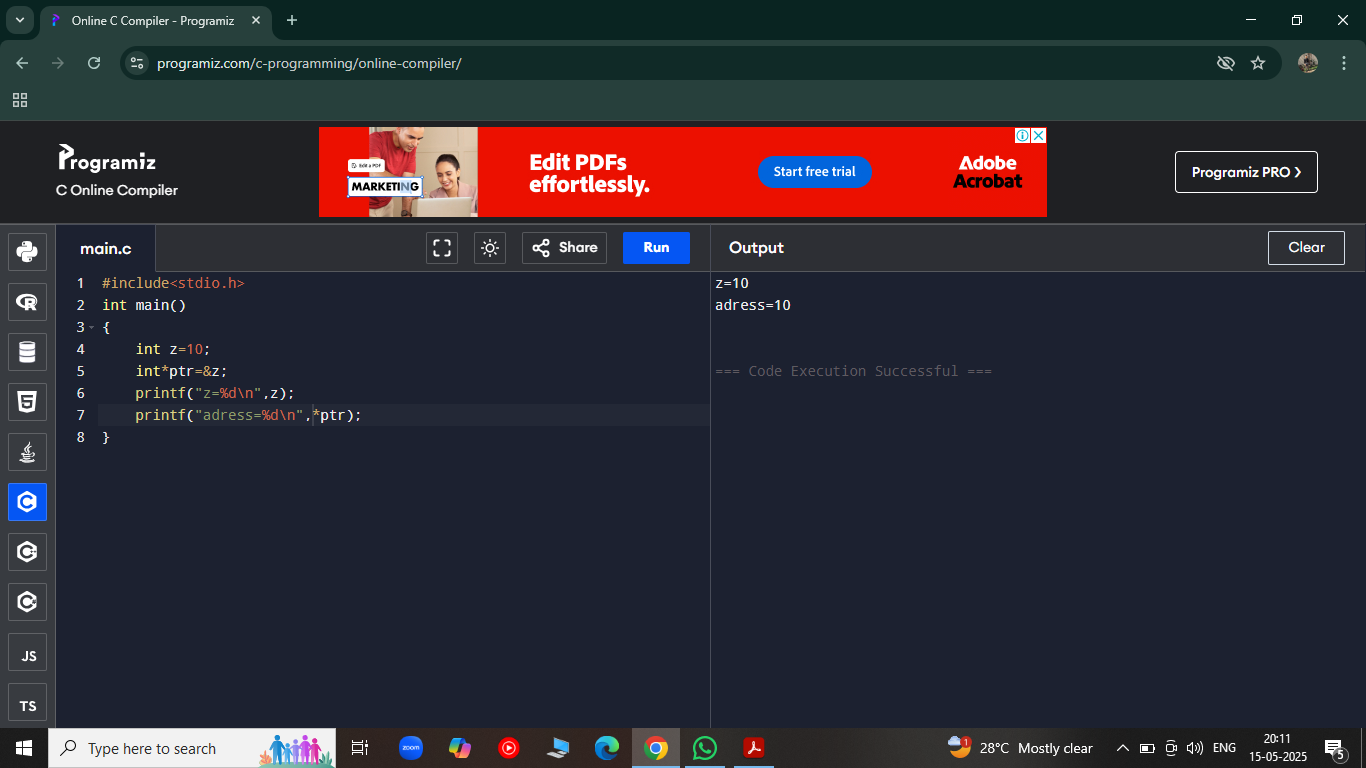 Online C Compiler - Programiz
programiz.com/c-programming/online-compiler/
Programiz
C Online Compiler
Edit a PDF
MARKETING
Edit PDFs
effortlessly.
Start free trial
Adobe
Acrobat
Programiz PRO >
main.c
Share
Run
Output
Clear
1 #include<stdio.h>
2 int main()
3 {
4 int z=10;
5 int*ptr=&z;
6 printf("z=%d\n",z);
7 printf("adress=%d\n",*ptr);
8 }
z=10
adress=10
=== Code Execution Successful ===
JS
TS
Type here to search
zoom
1
28°C Mostly clear
ENG
20:11
15-05-2025
5